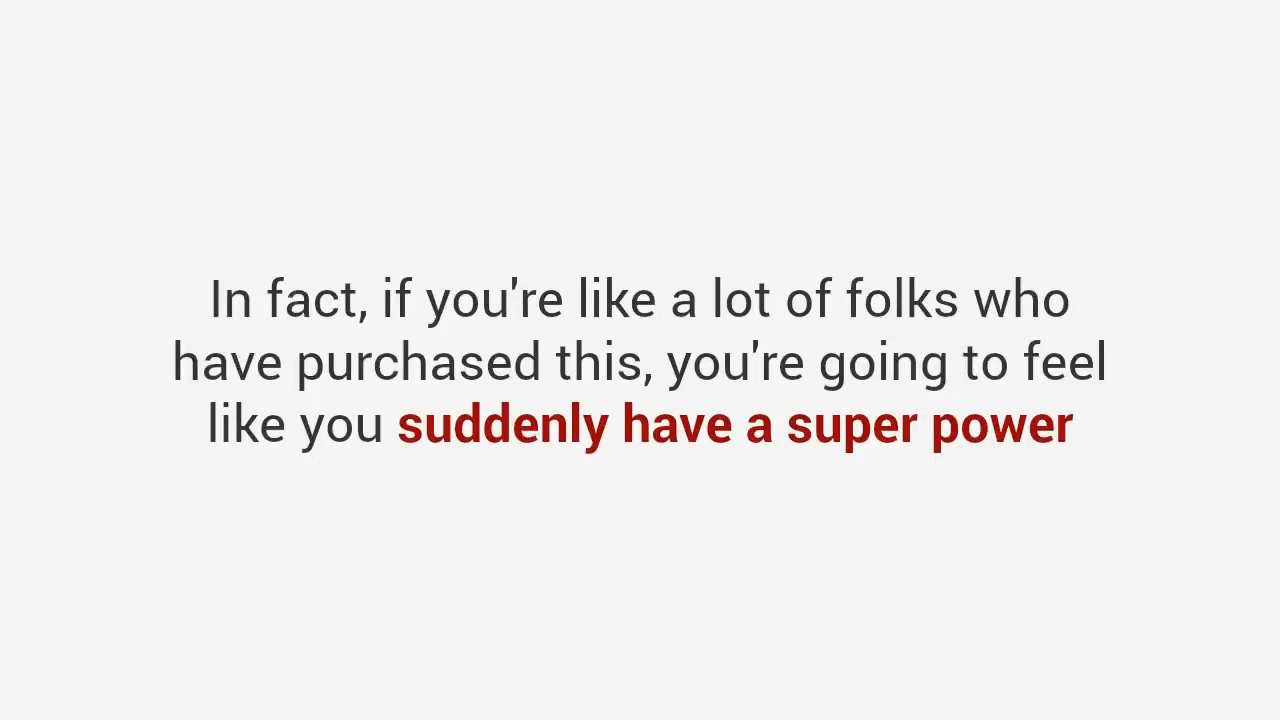 In fact, if you're like a lot of folks who
have purchased this, you're going to feel
like you suddenly have a super power